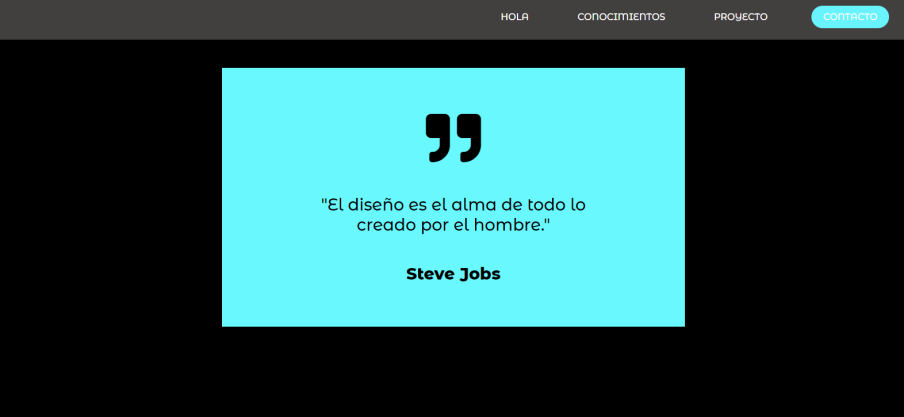 HOLA CONOCIMIENTOS PROYECTO CONTACTO
"El diseño es el alma de todo lo
creado por el hombre."
Steve Jobs